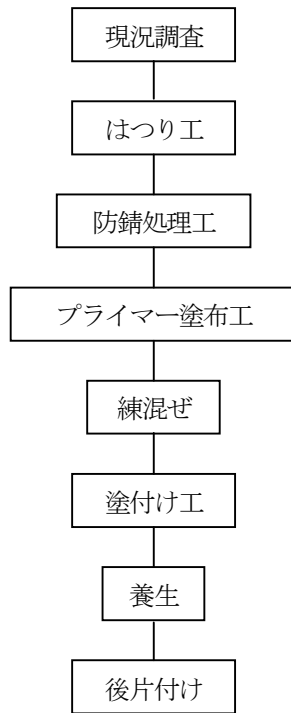 現況調査
はつり工
防錆処理工
プライマー塗布工
練混ぜ
塗付け工
養生
後片付け